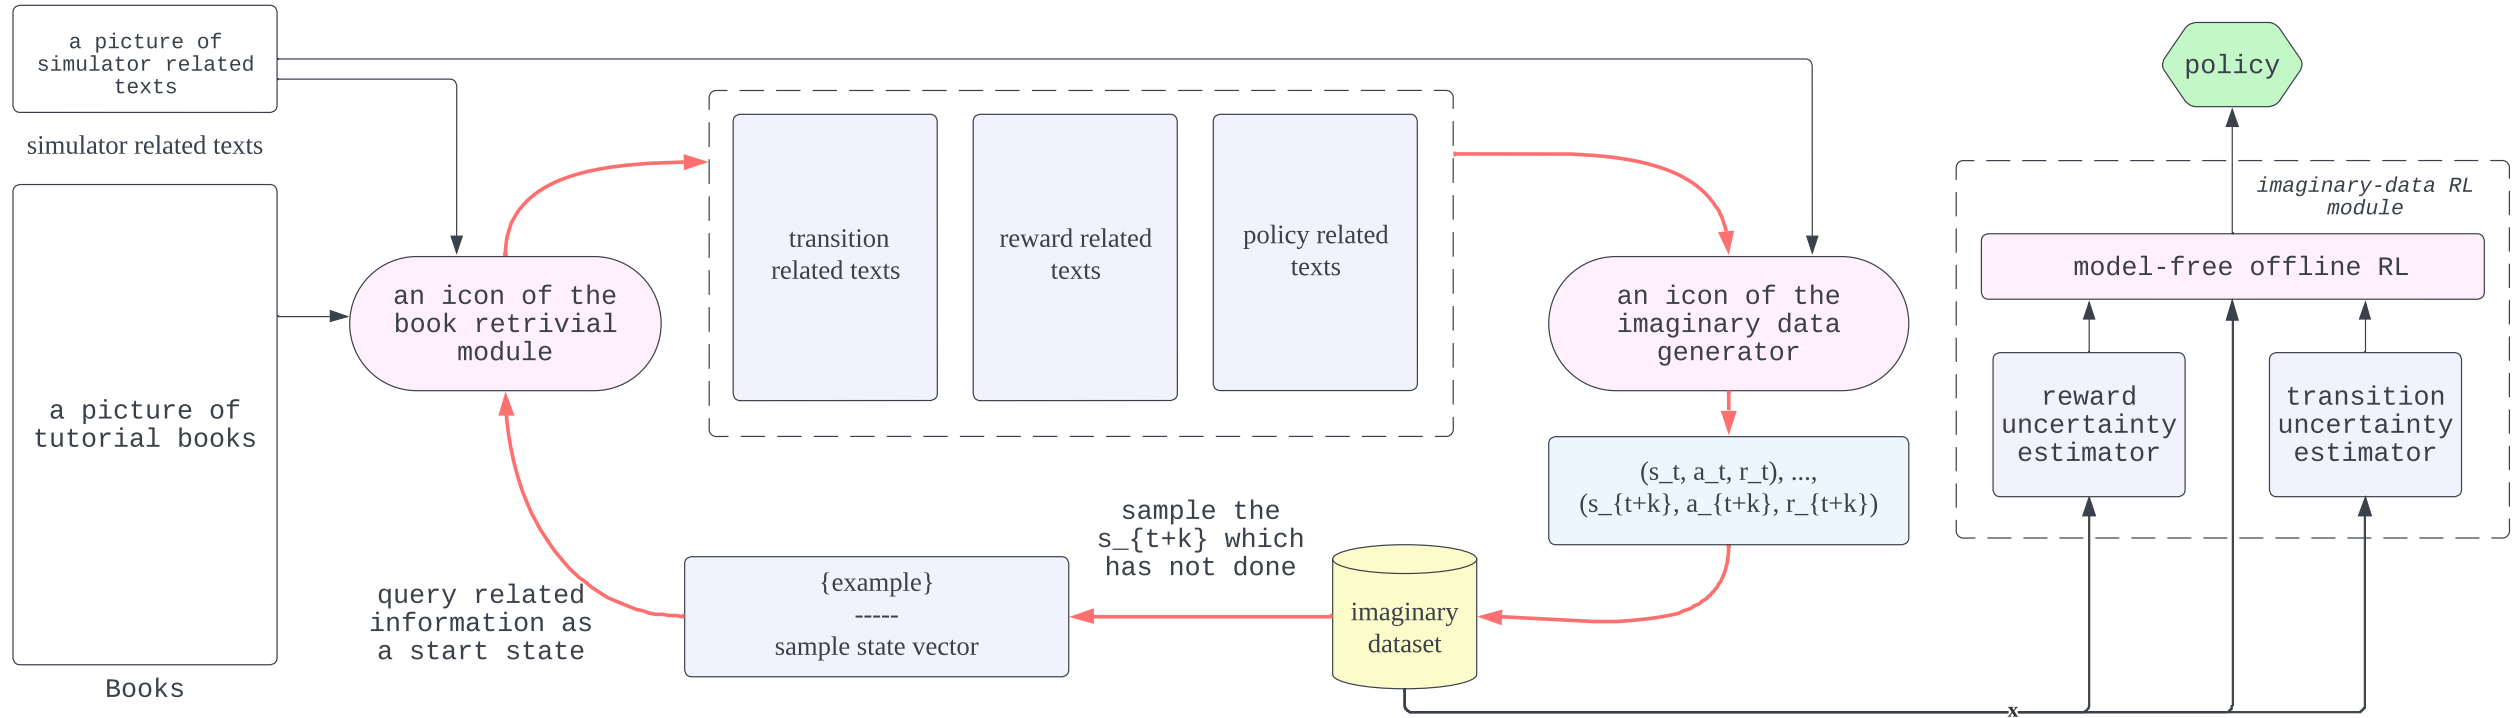 a picture of
simulator related
texts
simulator related texts
a picture of
tutorial books
Books
an icon of the
book retrivial
module
query related
information as
a start state
transition
related texts
reward related
texts
policy related
texts
{example}
-----
sample state vector
sample the
s_{t+k} which
has not done
imaginary
dataset
an icon of the
imaginary data
generator
(s_t, a_t, r_t), ...,
(s_{t+k}, a_{t+k}, r_{t+k})
policy
imaginary-data RL
module
model-free offline RL
reward
uncertainty
estimator
transition
uncertainty
estimator
x